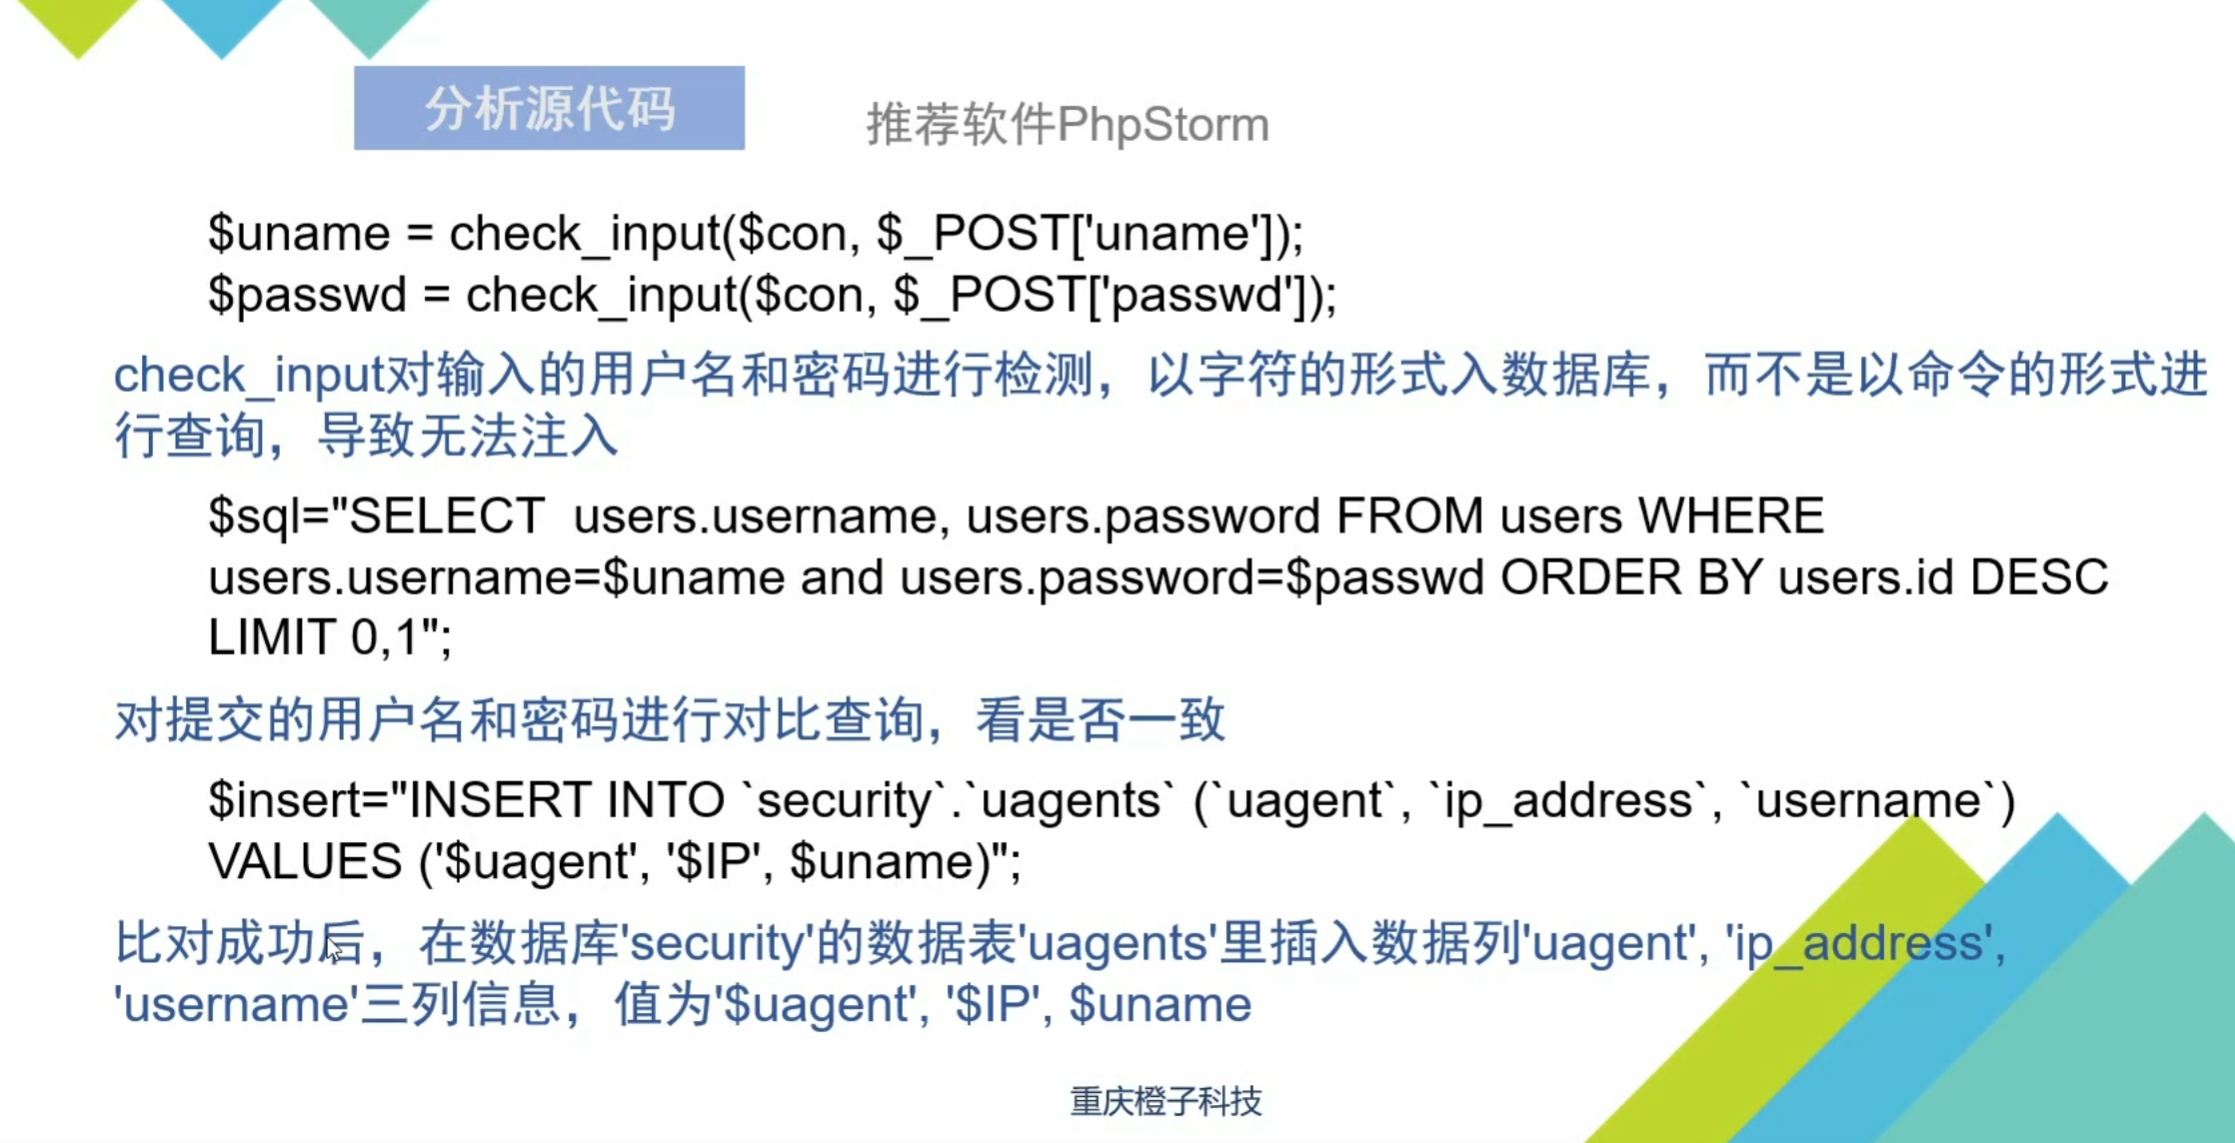 分析源代码
推荐软件PhpStorm
$uname = check_input($con, $_POST['uname']);
$passwd = check_input($con, $_POST['passwd']);
check_input对输入的用户名和密码进行检测，以字符的形式入数据库，而不是以命令的形式进
行查询，导致无法注入
$sql="SELECT  users.username, users.password FROM users WHERE
users.username=$uname and users.password=$passwd ORDER BY users.id DESC
LIMIT 0,1";
对提交的用户名和密码进行对比查询，看是否一致
$insert="INSERT INTO `security`.`uagents` (`uagent`, `ip_address`, `username`)
VALUES ('$uagent', '$IP', $uname)";
比对成功后，在数据库'security'的数据表'uagents'里插入数据列'uagent', 'ip_address',
'username'三列信息，值为'$uagent', '$IP', $uname
重庆橙子科技